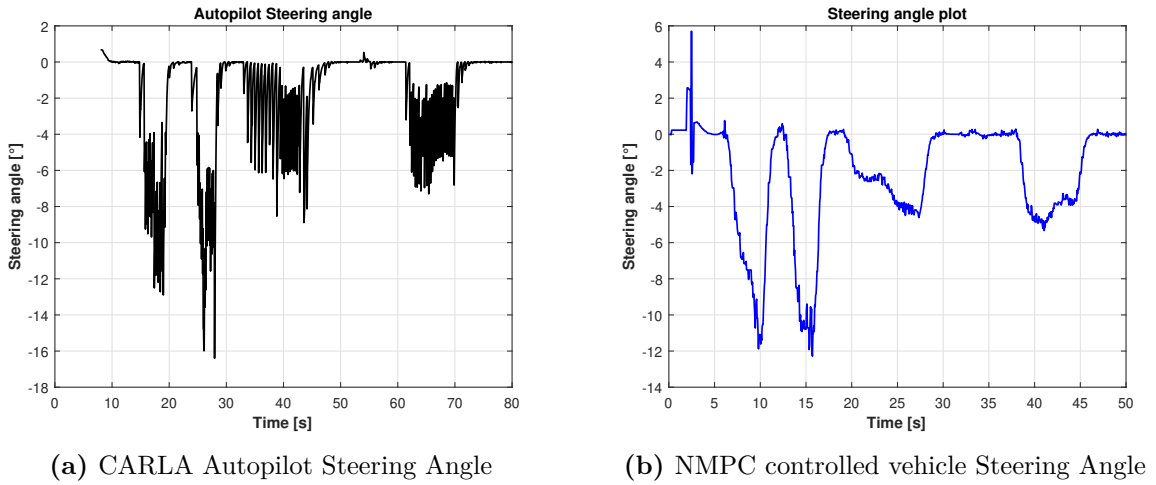 Autopilot Steering angle
Steering angle [°]
2
0
-2
-4
-6
-8
-10
-12
-14
-16
-18
0 10 20 30 40 50 60 70 80
Time [s]
(a) CARLA Autopilot Steering Angle
Steering angle plot
Steering angle [°]
6
4
2
0
-2
-4
-6
-8
-10
-12
-14
0 5 10 15 20 25 30 35 40 45 50
Time [s]
(b) NMPC controlled vehicle Steering Angle